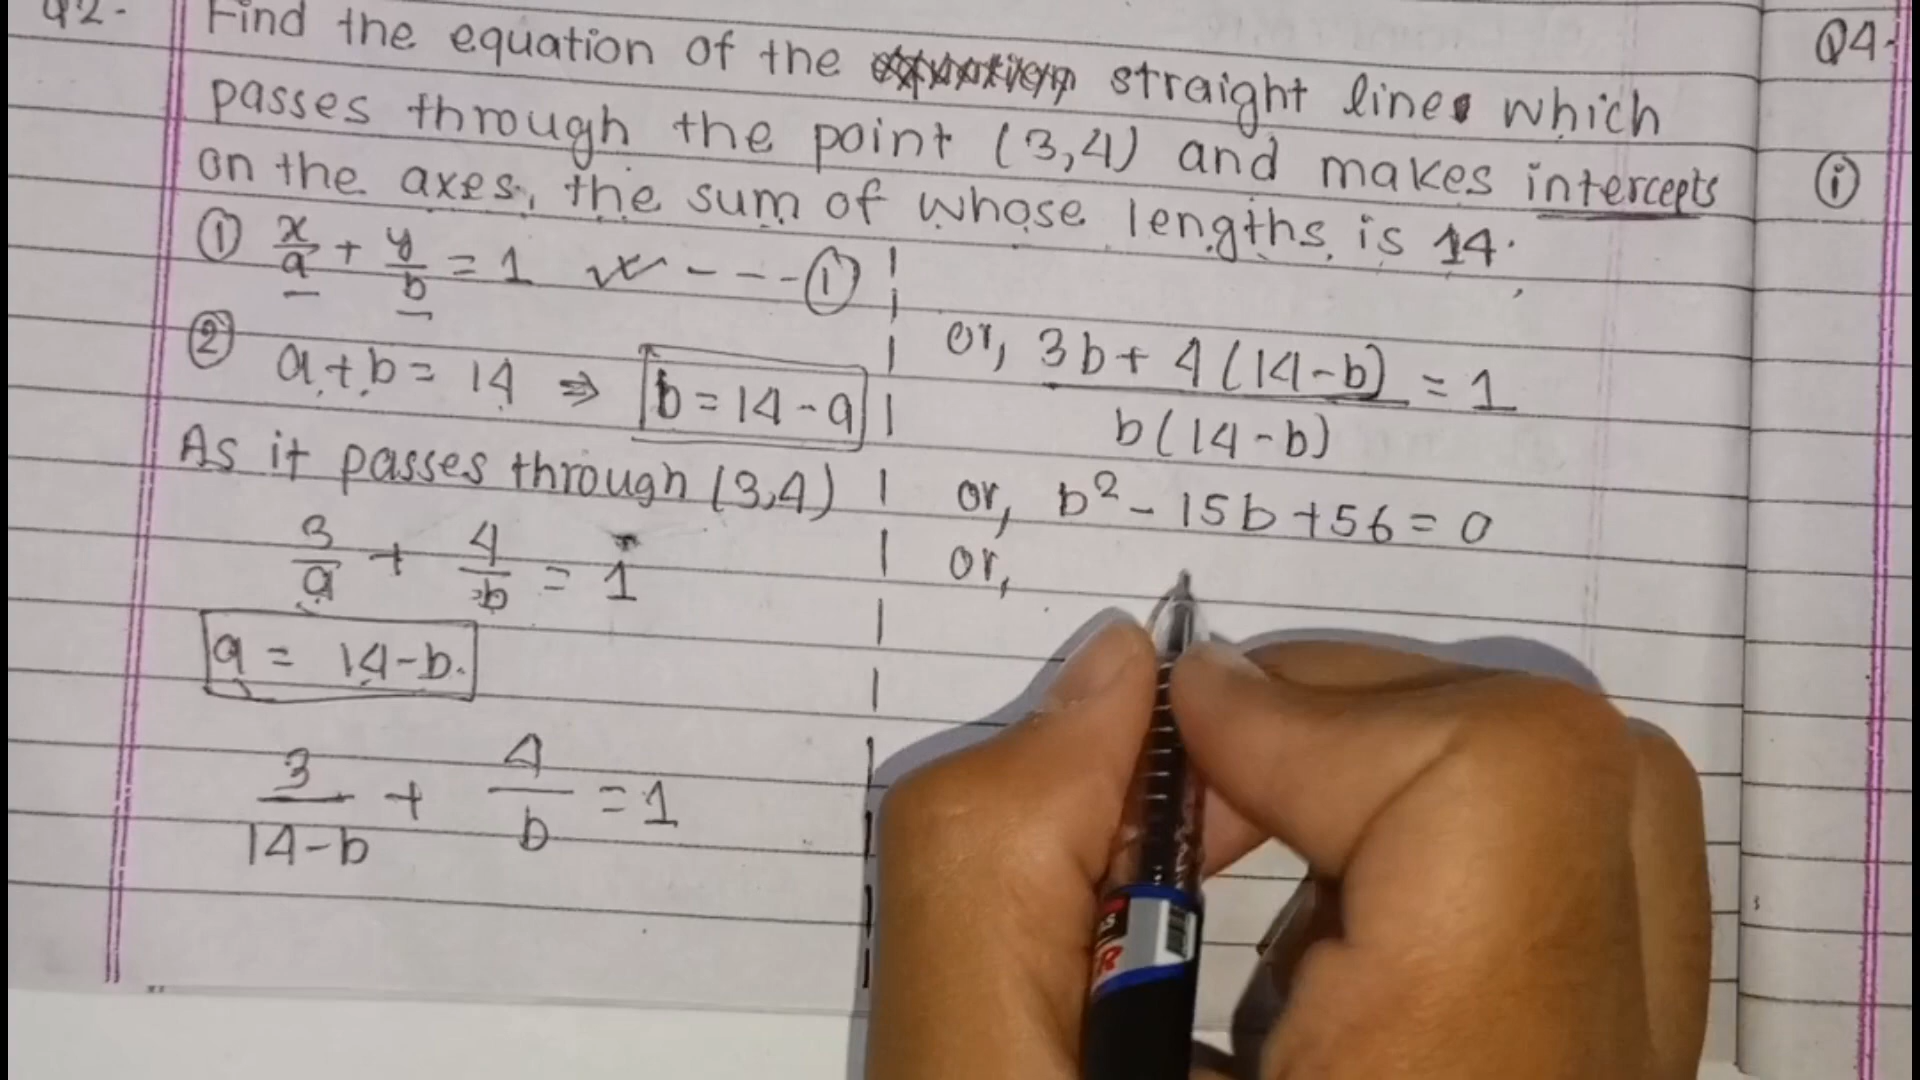 Q2.
Find the equation of the straight line which
passes through the point (3,4) and makes intercepts
on the axes, the sum of whose lengths is 14.
① x/a + y/b = 1 ---①
② a+b = 14 ⇒ b = 14-a
As it passes through (3,4)
3/a + 4/b = 1
a = 14-b.
3/14-b + 4/b = 1
or, 3b + 4(14-b) / b(14-b) = 1
or, b² - 15b + 56 = 0
or,
Q4.
①